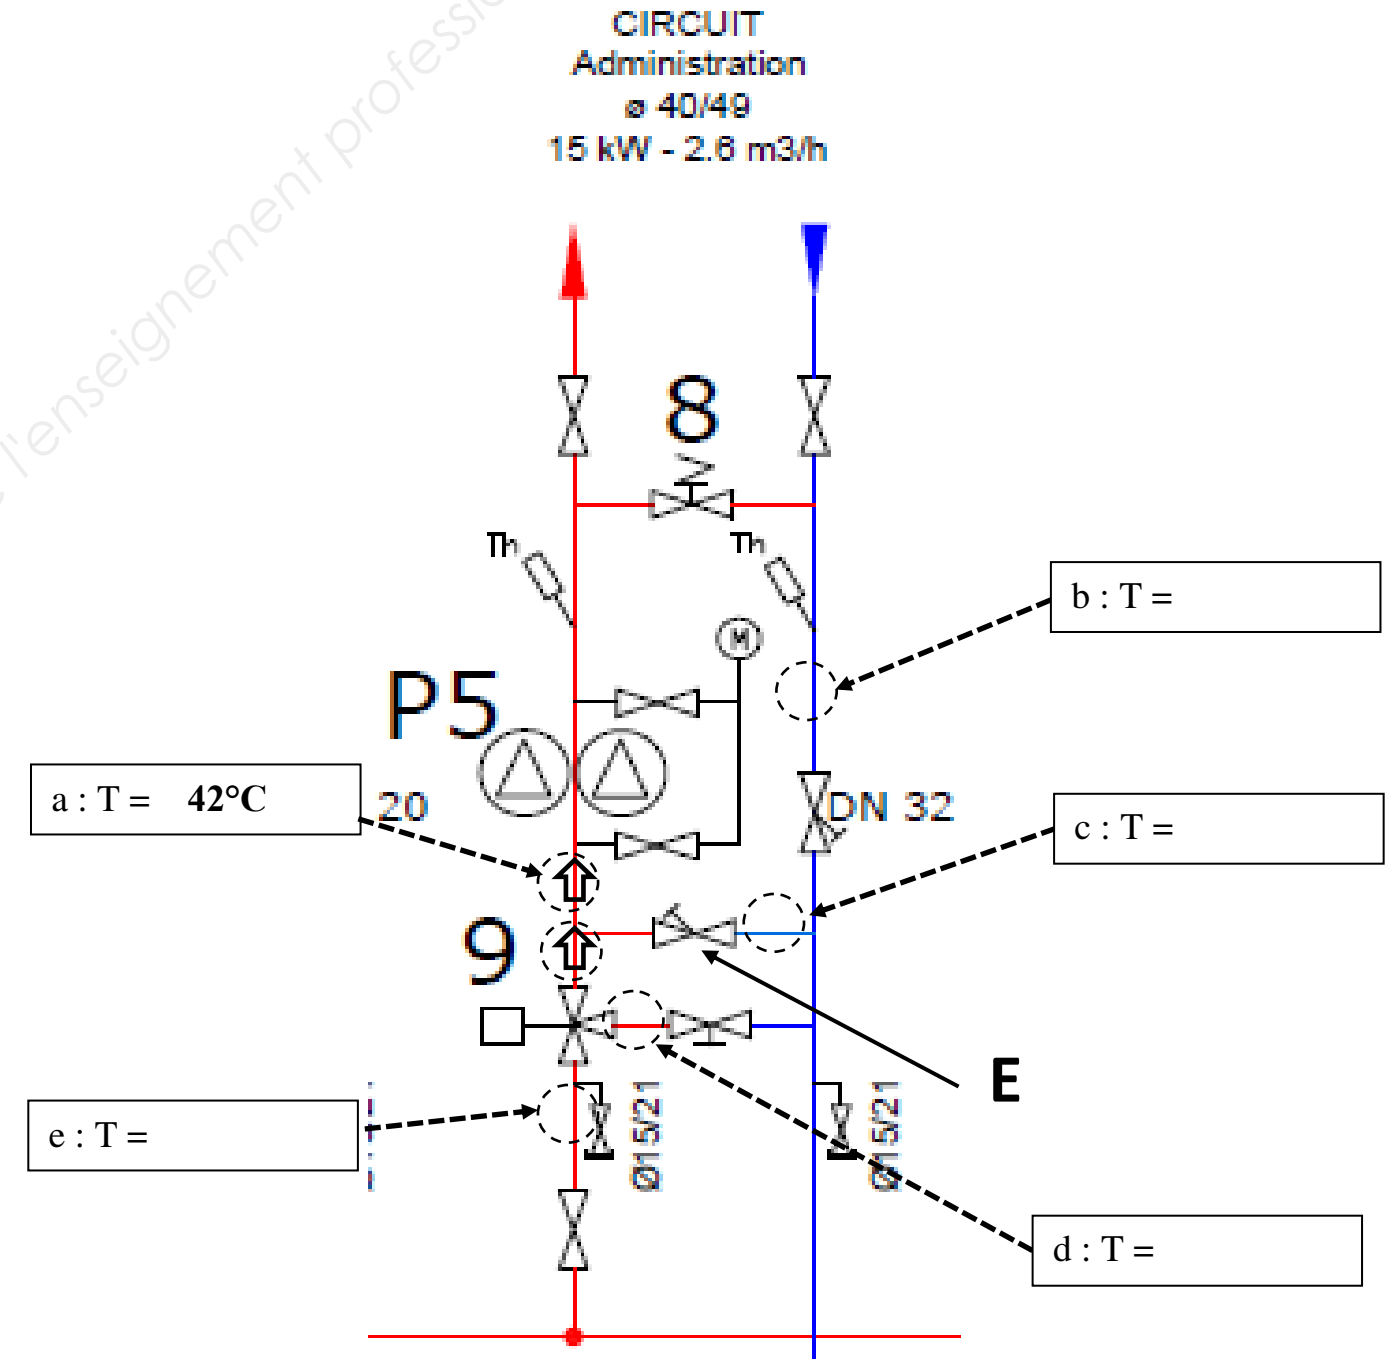 l'enseignement professi
CIRCUIT
Administration
ø 40/49
15 kW - 2.6 m3/h
8
Th
Th
b : T =
M
P5
a : T = 42°C
20
DN 32
c : T =
9
E
e : T =
Ø15/21
Ø15/21
d : T =